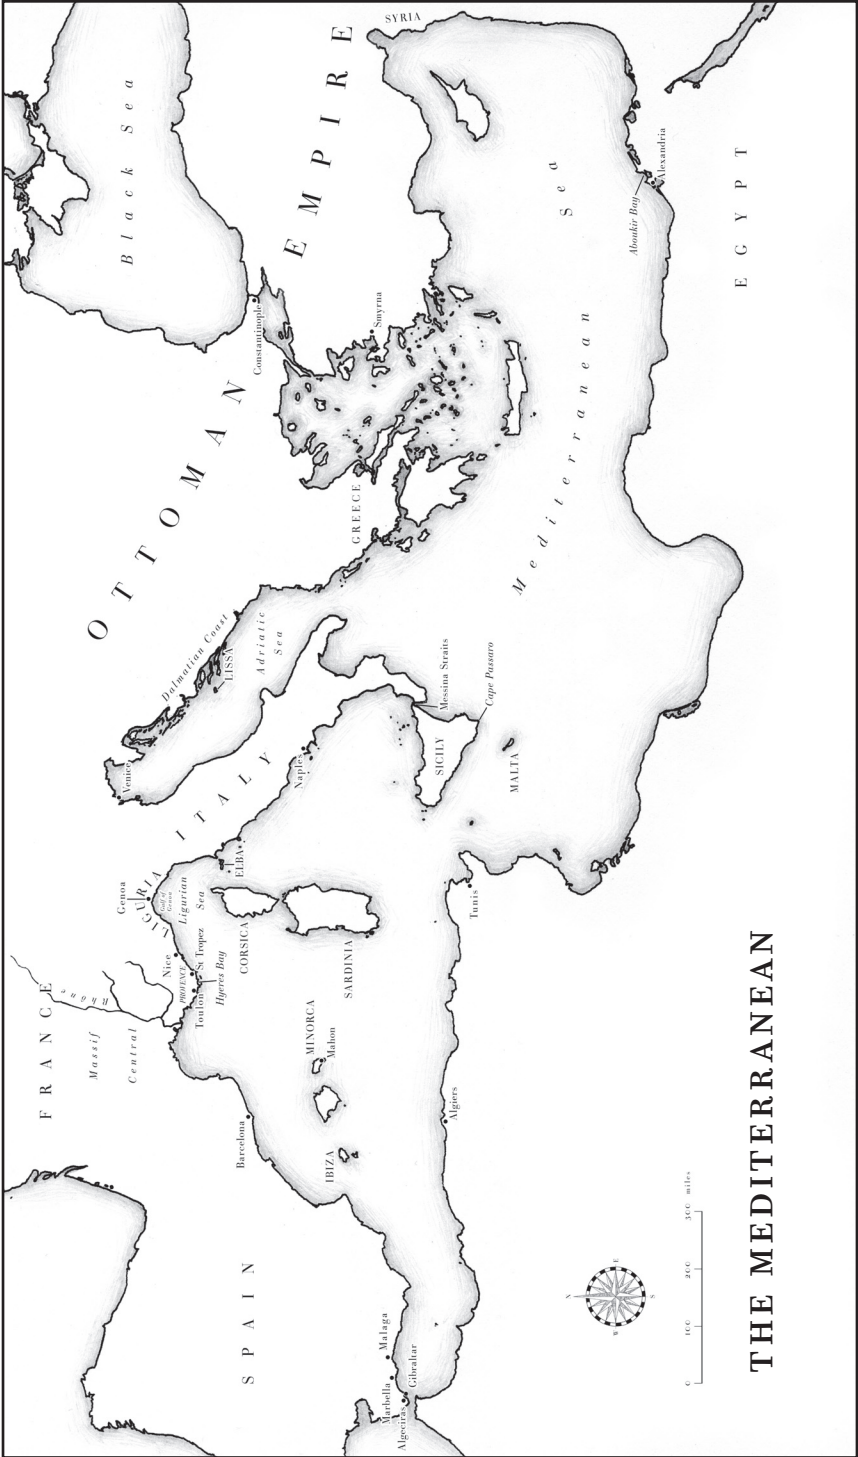 FRANCE
Massif
Central
Rhône
SPAIN
Barcelona
Malaga
Marbella
Gibraltar
Algeciras
IBIZA
MINORCA
Mahon
PROVENCE
Toulon
St Tropez
Hyeres Bay
Nice
Genoa
LIGURIA
Gulf of
Genoa
Ligurian
Sea
CORSICA
SARDINIA
ELBA
ITALY
Venice
Naples
Adriatic
Sea
Dalmatian Coast
LISSA
SICILY
Messina Straits
Cape Passaro
MALTA
Algiers
Tunis
OTTOMAN
EMPIRE
GREECE
Constantinople
Smyrna
Black Sea
SYRIA
Mediterranean
Sea
Aboukir Bay
Alexandria
EGYPT
N
E
S
W
0 100 200 300 miles
THE MEDITERRANEAN